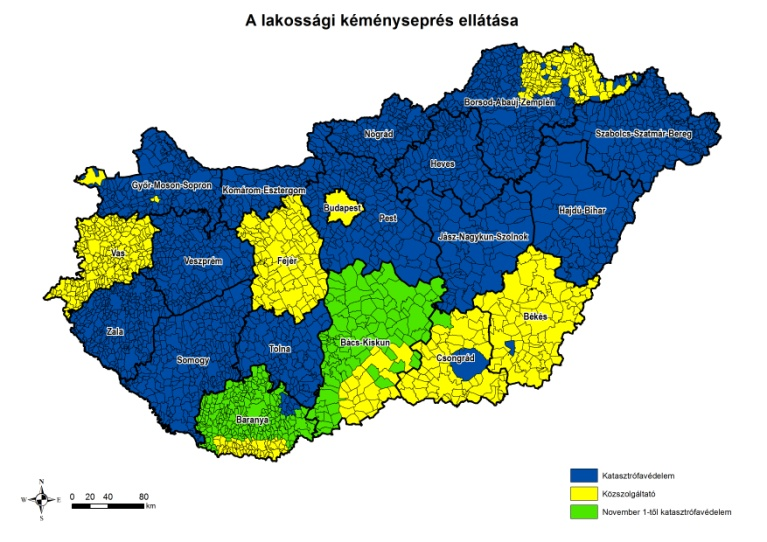 A lakossági kéményseprés ellátása
Borsod-Abaúj-Zemplén
Szabolcs-Szatmár-Bereg
Nógrád
Heves
Győr-Moson-Sopron
Komárom-Esztergom
Budapest
Pest
Hajdú-Bihar
Jász-Nagykun-Szolnok
Vas
Veszprém
Fejér
Békés
Zala
Somogy
Tolna
Bács-Kiskun
Csongrád
Baranya
N
W E
S
0 20 40 80
km
Katasztrófavédelem
Közszolgáltató
November 1-től katasztrófavédelem